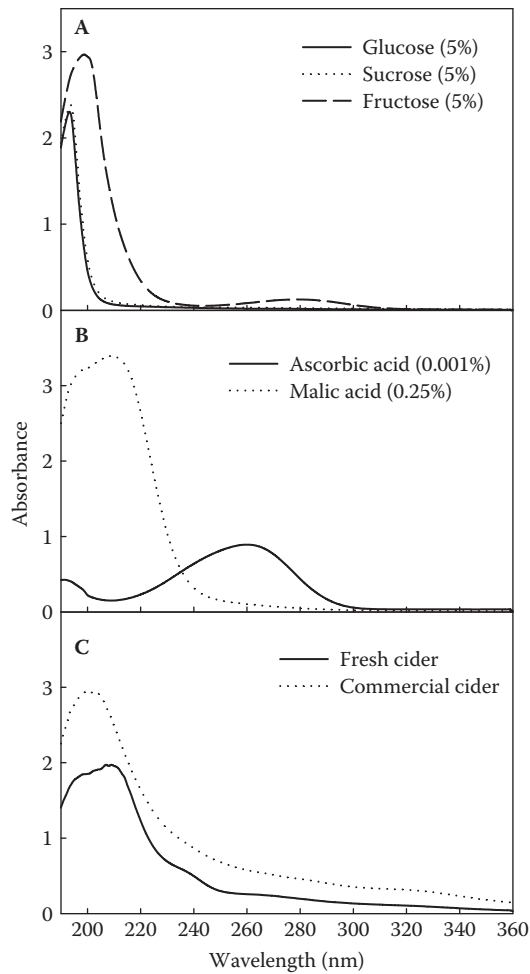 A
Glucose (5%)
Sucrose (5%)
Fructose (5%)
3
2
1
0
B
Ascorbic acid (0.001%)
Malic acid (0.25%)
3
2
1
0
Absorbance
C
Fresh cider
Commercial cider
3
2
1
0
200 220 240 260 280 300 320 340 360
Wavelength (nm)